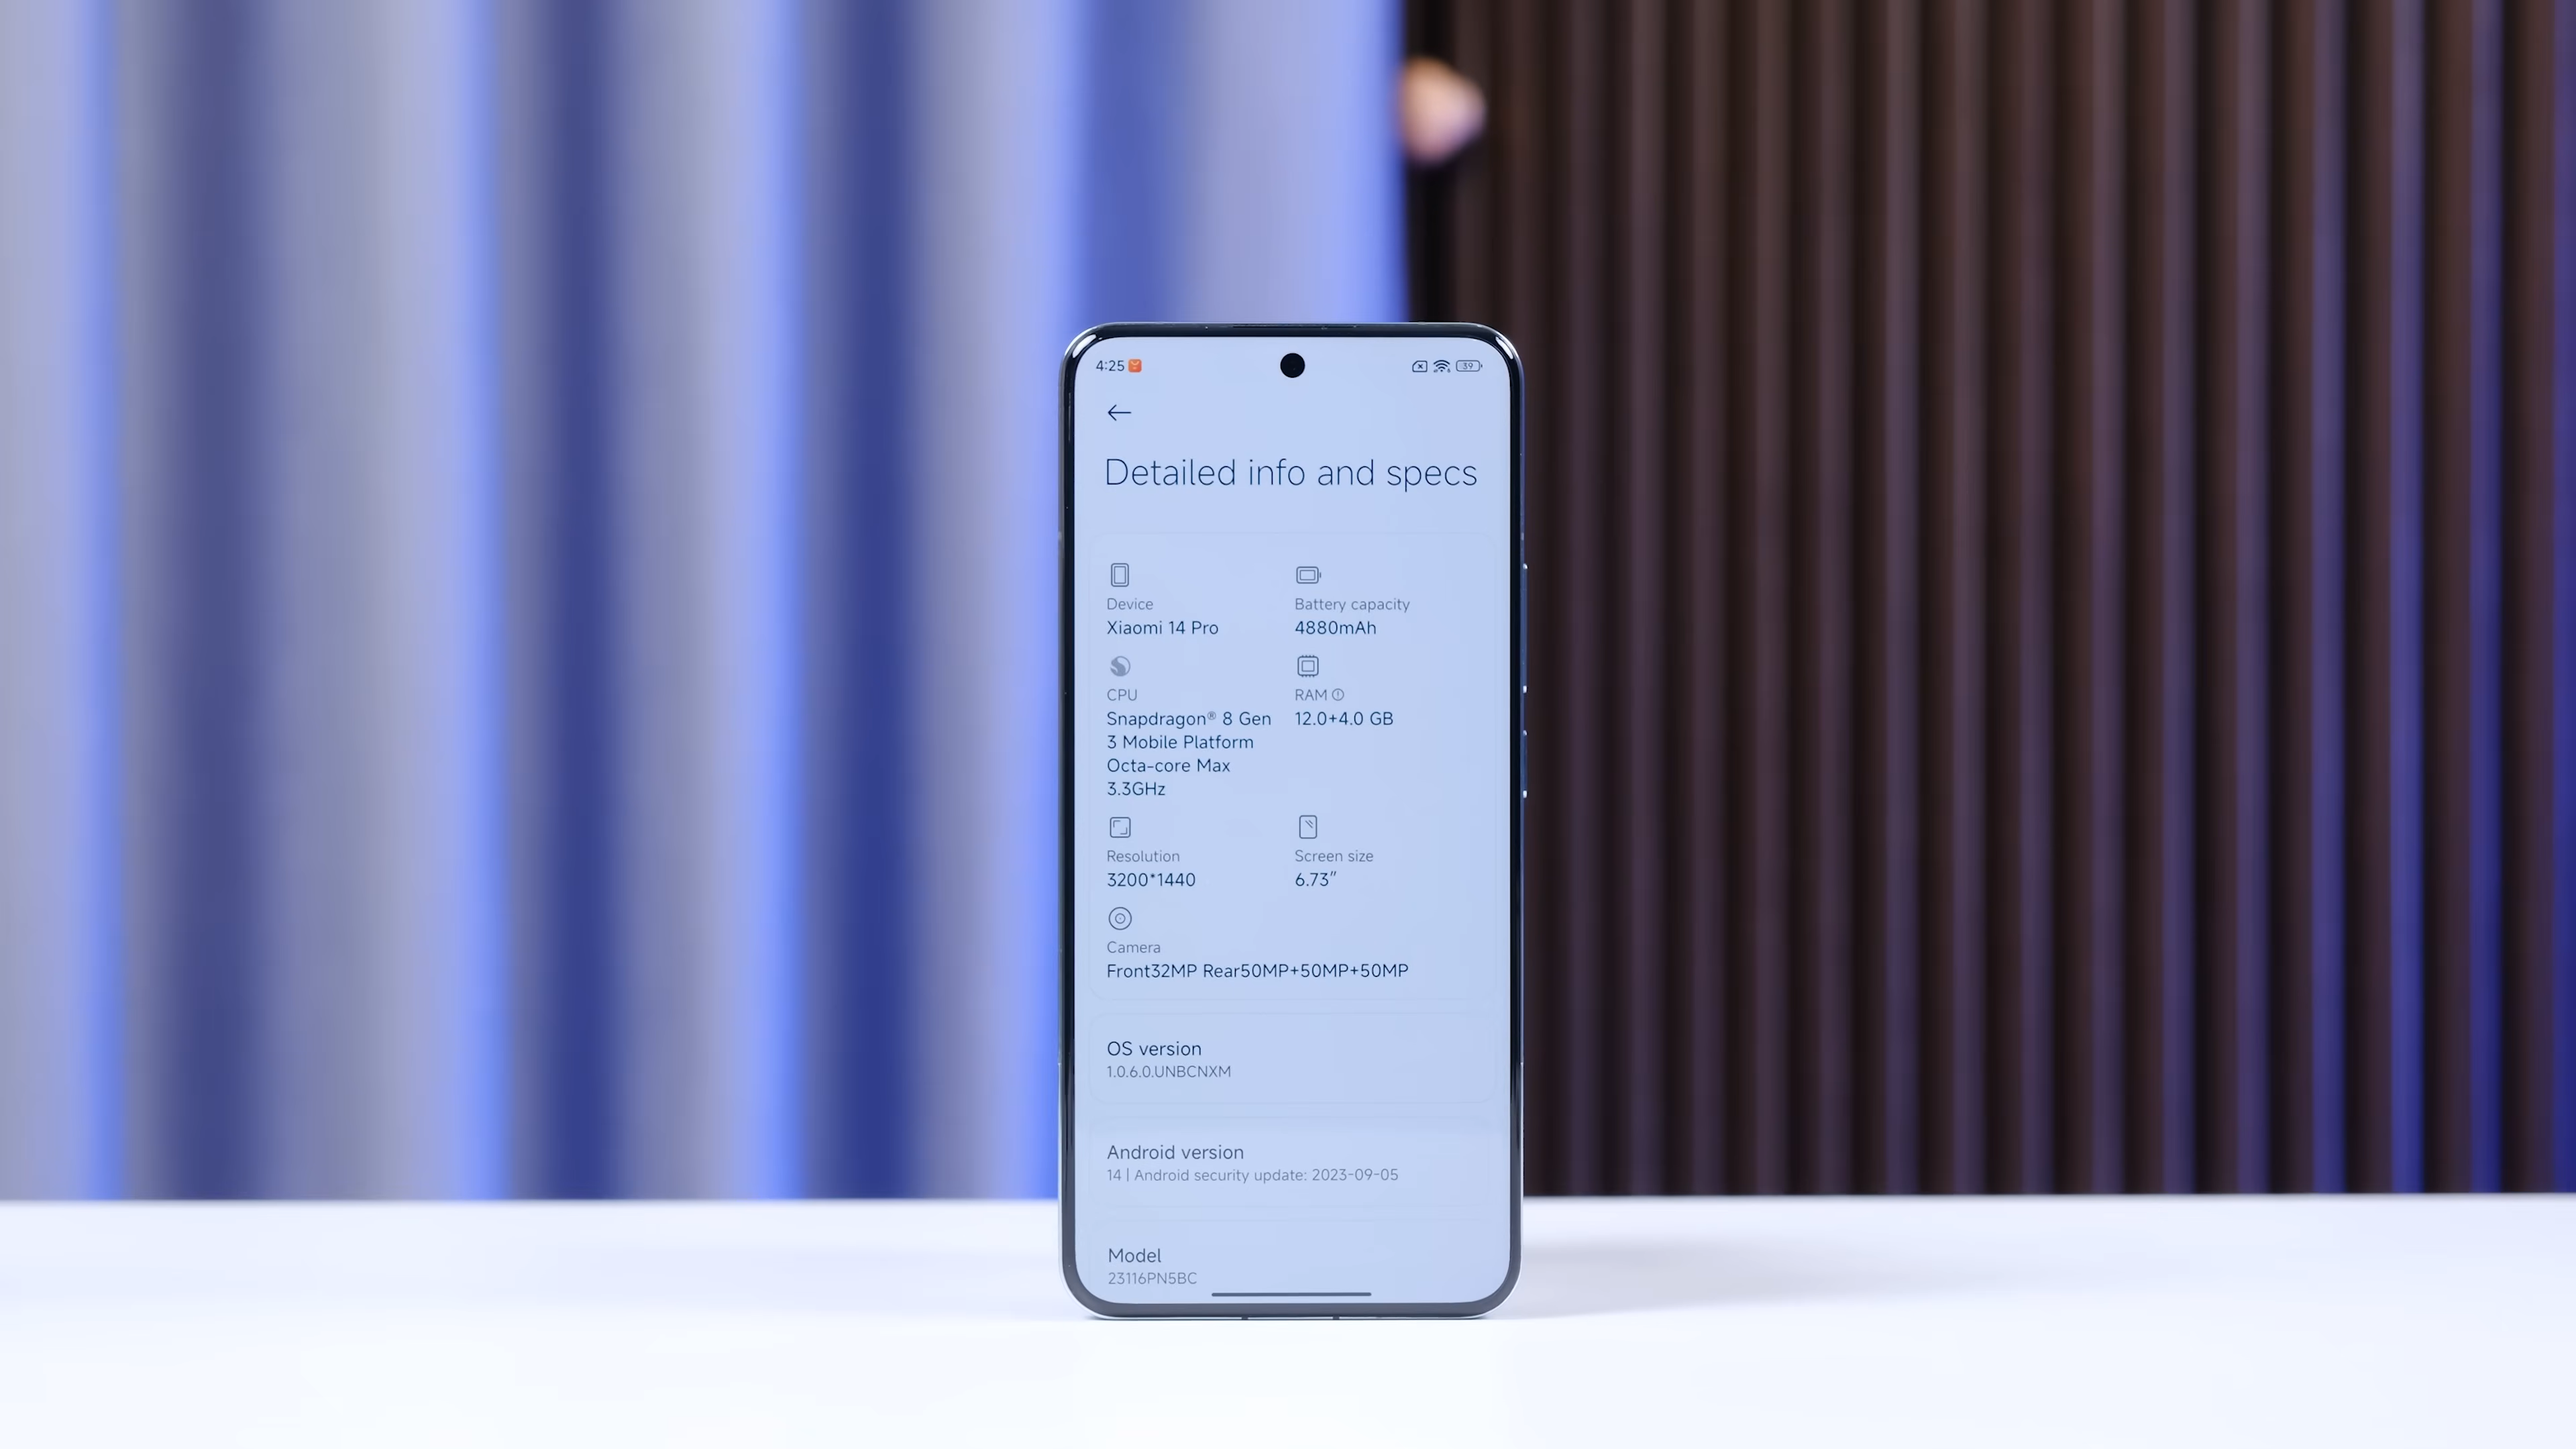 4:25
39
Detailed info and specs
Device
Xiaomi 14 Pro
Battery capacity
4880mAh
CPU
Snapdragon® 8 Gen
3 Mobile Platform
Octa-core Max
3.3GHz
RAM
12.0+4.0 GB
Resolution
3200*1440
Screen size
6.73"
Camera
Front32MP Rear50MP+50MP+50MP
OS version
1.0.6.0.UNBCNXM
Android version
14 | Android security update: 2023-09-05
Model
23116PN5BC